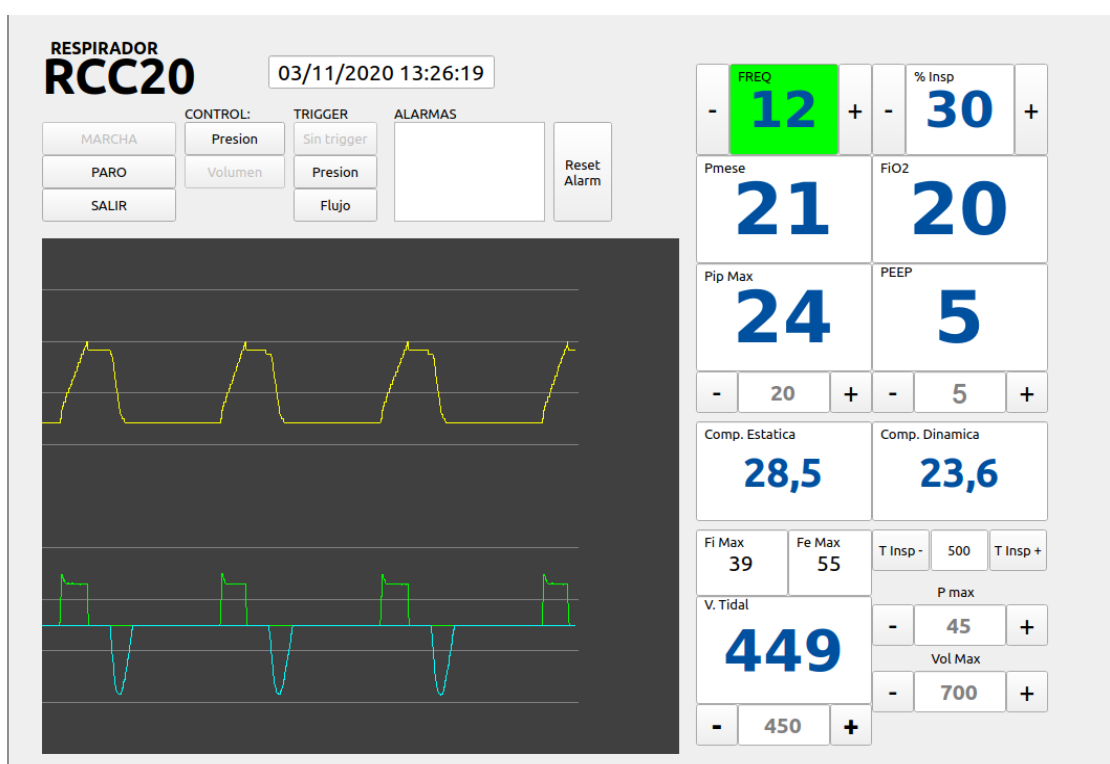 RESPIRADOR
RCC20
03/11/2020 13:26:19
CONTROL:
TRIGGER
ALARMAS
MARCHA
Presion
Sin trigger
PARO
Volumen
Presion
SALIR
Flujo
Reset
Alarm
FREQ
- 12 +
% Insp
- 30 +
Pmese
21
FiO2
20
Pip Max
24
PEEP
5
- 20 +
- 5 +
Comp. Estatica
28,5
Comp. Dinamica
23,6
Fi Max
39
Fe Max
55
T Insp -
500
T Insp +
V. Tidal
449
P max
- 45 +
Vol Max
- 700 +
- 450 +